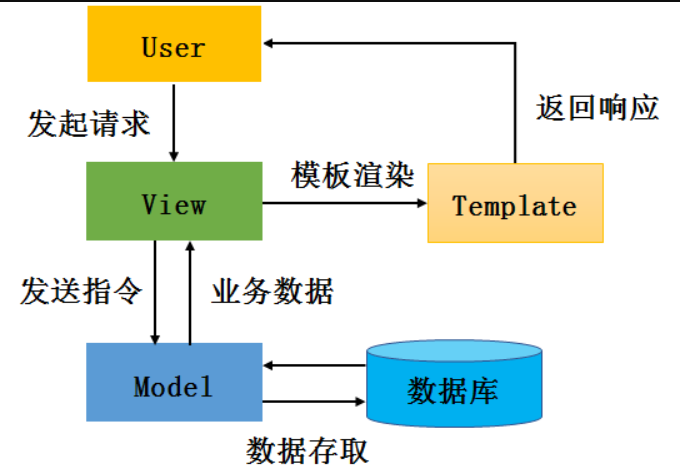 User
返回响应
发起请求
模板渲染
View
Template
发送指令
业务数据
Model
数据库
数据存取